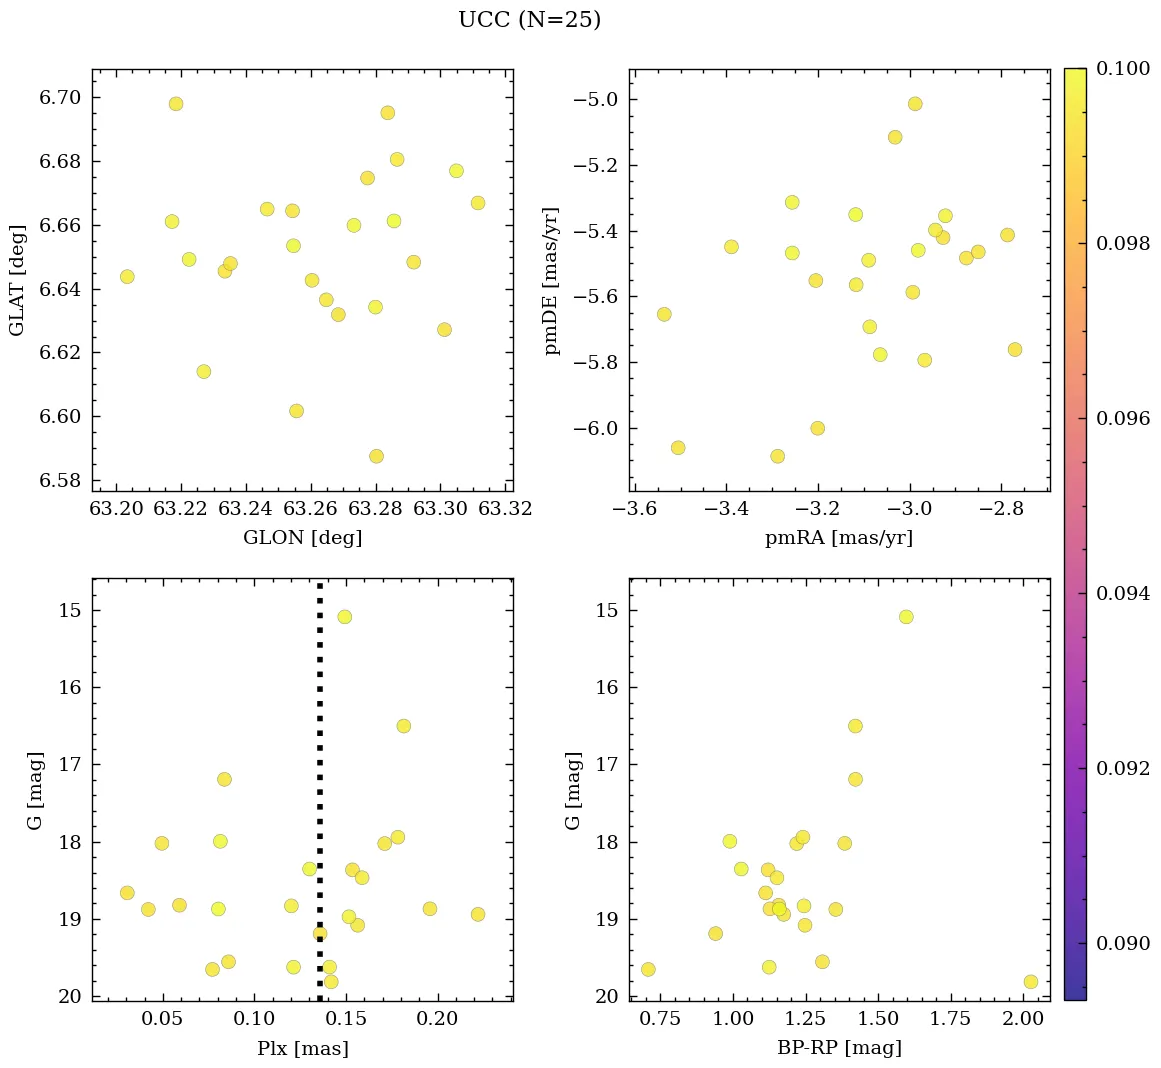 UCC (N=25)
6.70
6.68
6.66
6.64
6.62
6.60
6.58
GLAT [deg]
63.20 63.22 63.24 63.26 63.28 63.30 63.32
GLON [deg]
−5.0
−5.2
−5.4
−5.6
−5.8
−6.0
pmDE [mas/yr]
−3.6 −3.4 −3.2 −3.0 −2.8
pmRA [mas/yr]
15
16
17
18
19
20
G [mag]
0.05 0.10 0.15 0.20
Plx [mas]
15
16
17
18
19
20
G [mag]
0.75 1.00 1.25 1.50 1.75 2.00
BP-RP [mag]
0.100
0.098
0.096
0.094
0.092
0.090